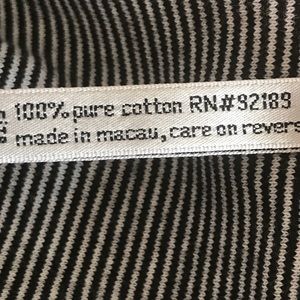 100% pure cotton RN#92189
made in macau, care on revers